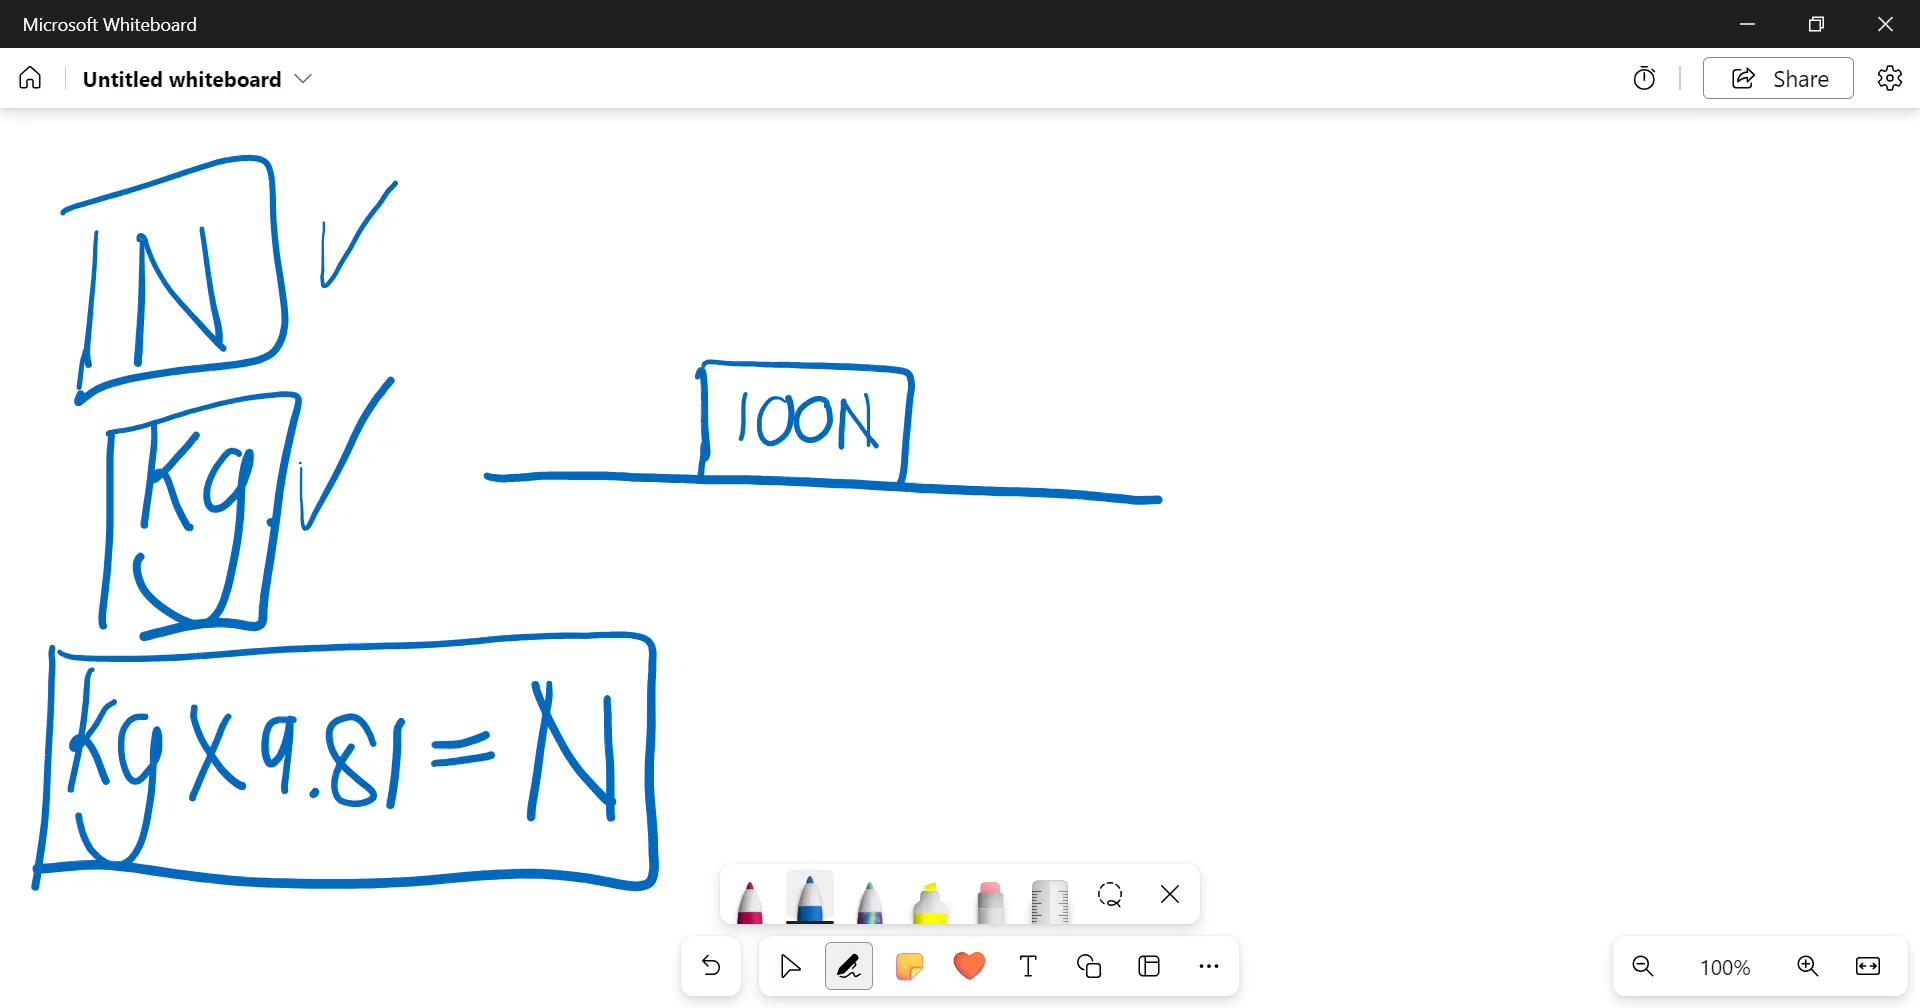 Microsoft Whiteboard
Untitled whiteboard
Share
N
100N
kg.
kg x 9.81 = N
100%